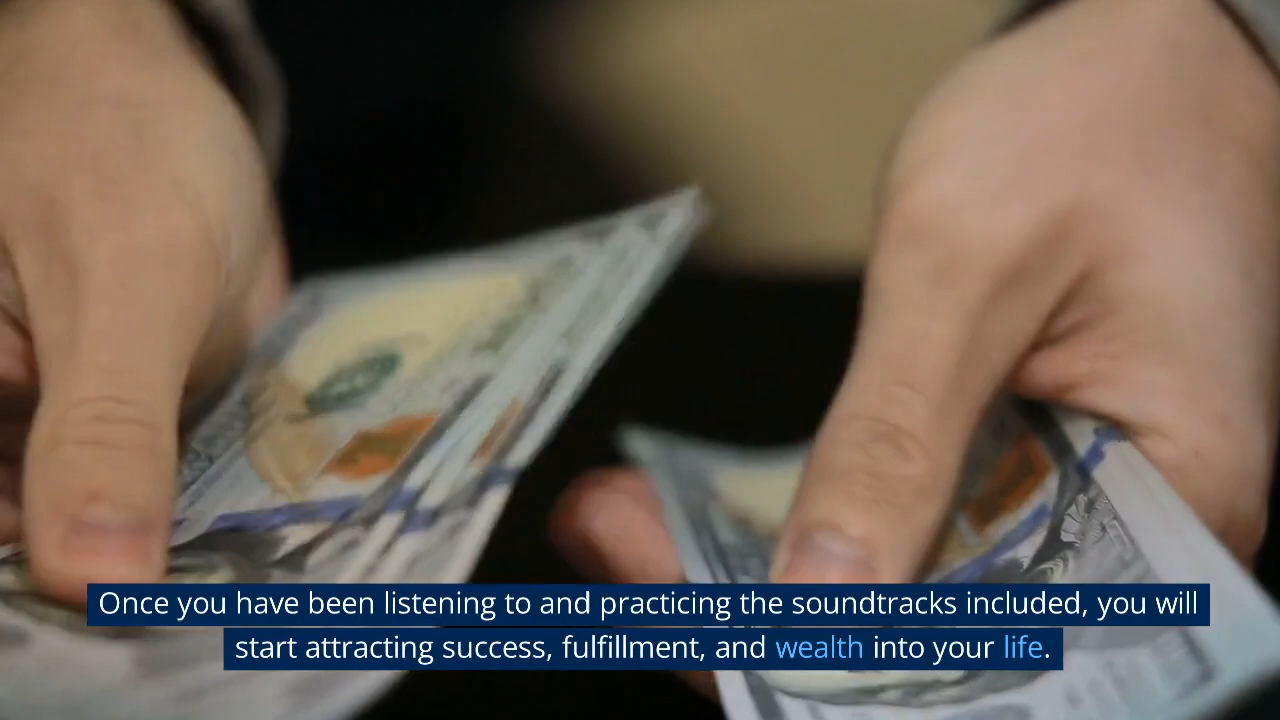 Once you have been listening to and practicing the soundtracks included, you will
start attracting success, fulfillment, and wealth into your life.